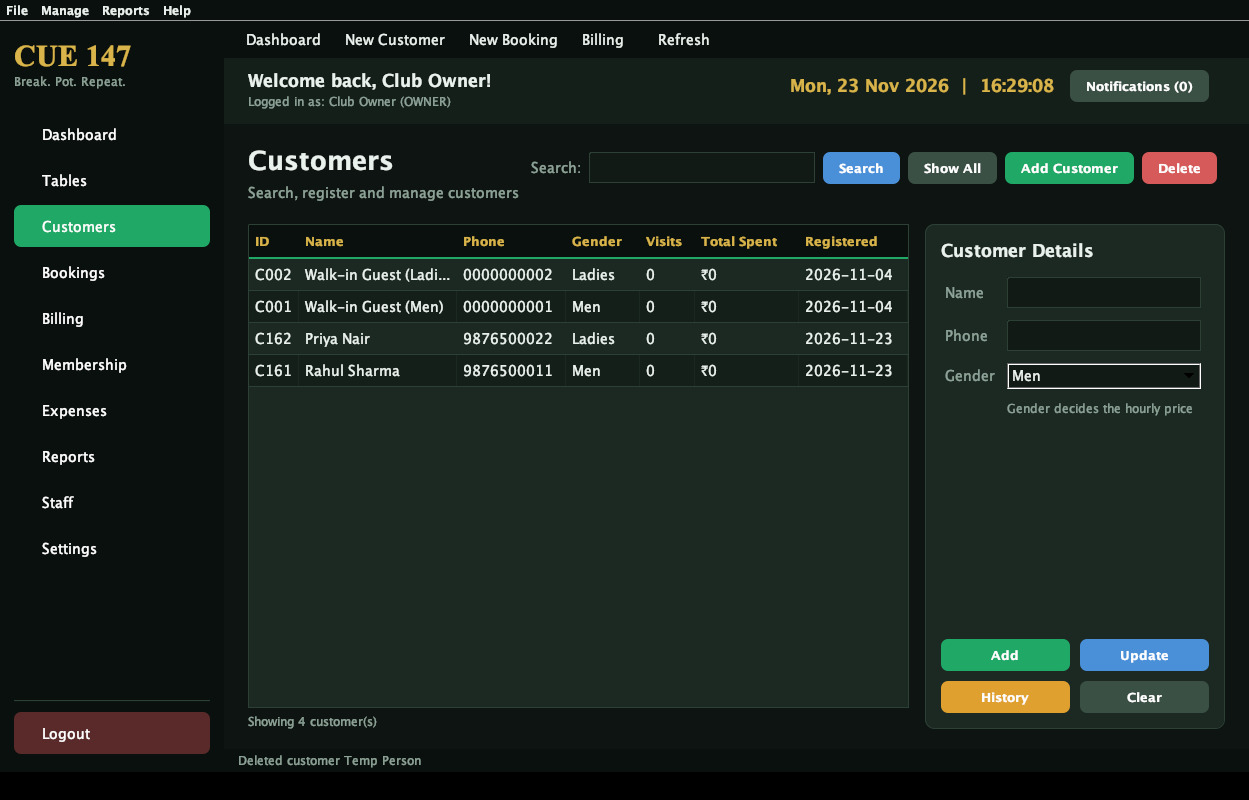 File Manage Reports Help
CUE 147
Break. Pot. Repeat.
Dashboard
Tables
Customers
Bookings
Billing
Membership
Expenses
Reports
Staff
Settings
Logout
Dashboard New Customer New Booking Billing Refresh
Welcome back, Club Owner!
Logged in as: Club Owner (OWNER)
Mon, 23 Nov 2026 | 16:29:08
Notifications (0)
Customers
Search, register and manage customers
Search:
Search Show All Add Customer Delete
ID Name Phone Gender Visits Total Spent Registered
C002 Walk-in Guest (Ladi... 0000000002 Ladies 0 ₹0 2026-11-04
C001 Walk-in Guest (Men) 0000000001 Men 0 ₹0 2026-11-04
C162 Priya Nair 9876500022 Ladies 0 ₹0 2026-11-23
C161 Rahul Sharma 9876500011 Men 0 ₹0 2026-11-23
Showing 4 customer(s)
Customer Details
Name
Phone
Gender Men
Gender decides the hourly price
Add Update
History Clear
Deleted customer Temp Person